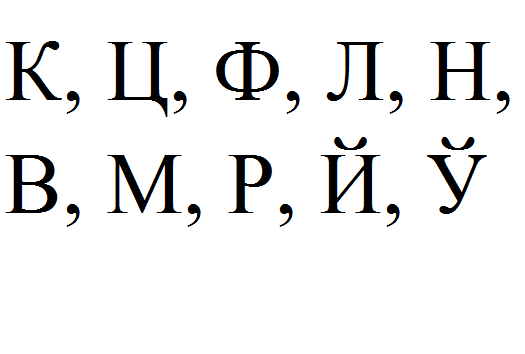 К, Ц, Ф, Л, Н,
В, М, Р, Й, Ў